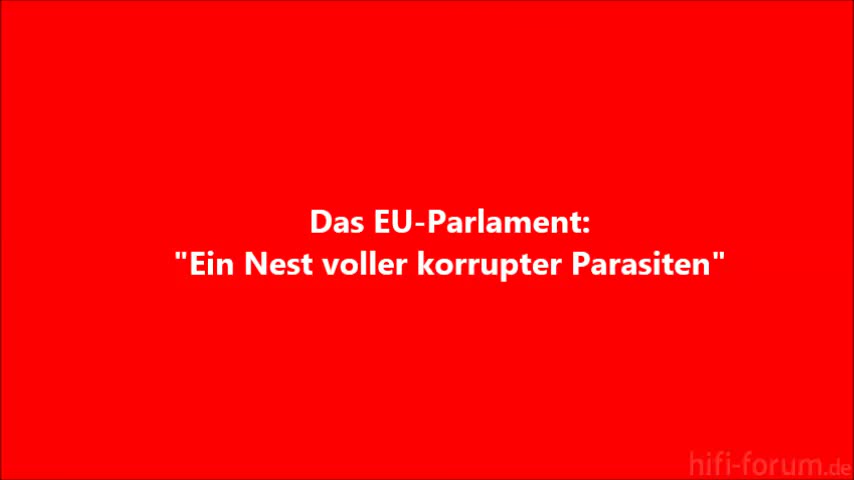 Das EU-Parlament:
"Ein Nest voller korrupter Parasiten"
hifi-forum.de